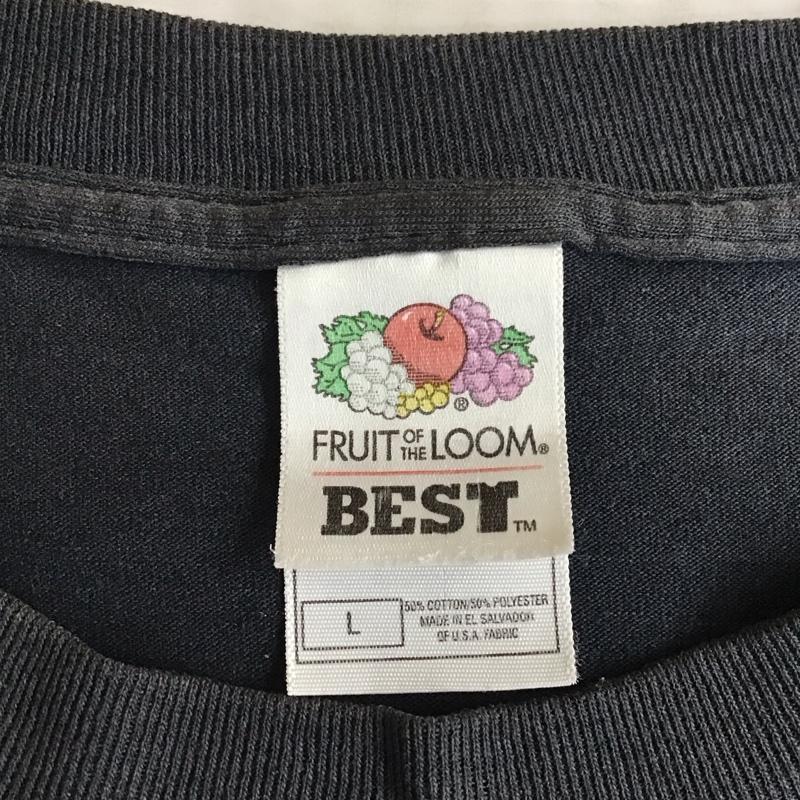 ®
FRUIT OF THE LOOM®
BEST™
L
50% COTTON/50% POLYESTER
MADE IN EL SALVADOR
OF U.S.A. FABRIC